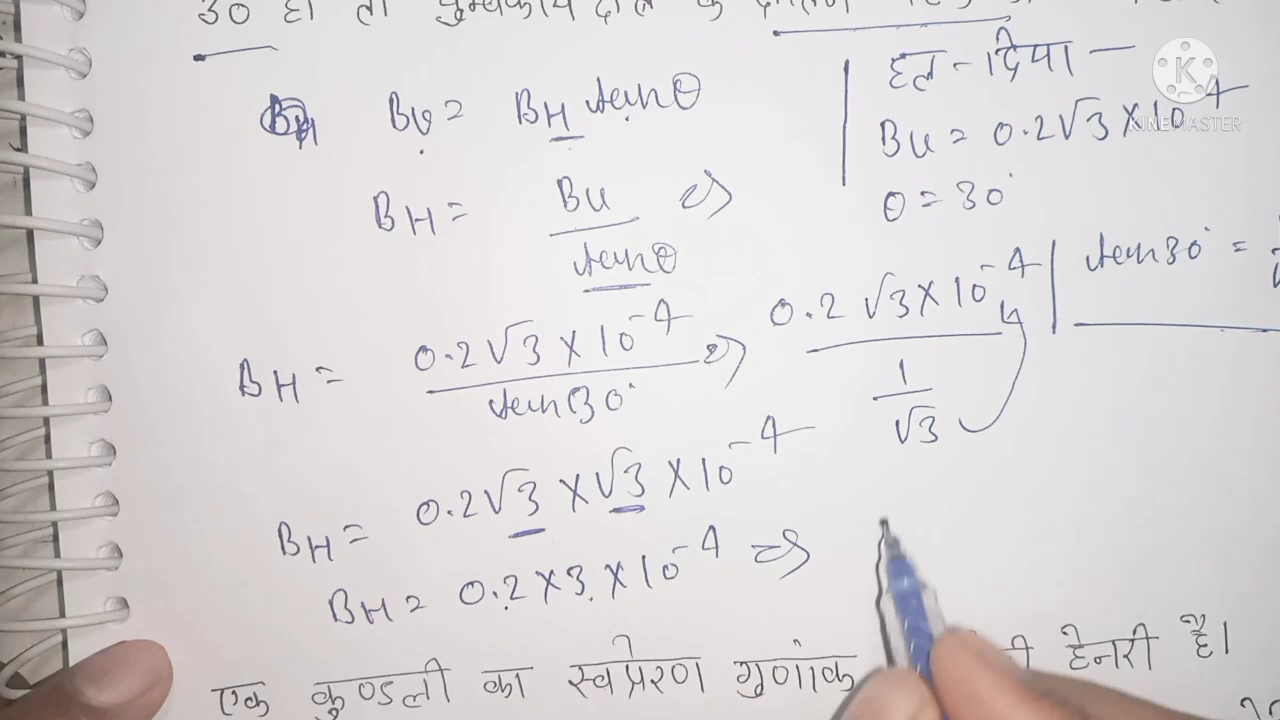 30 हो तो चुम्बकीय
हल - दिया —
Bv = BH tanθ
Bv = 0.2√3 × 10^-4
KINEMASTER
θ = 30°
BH = Bv / tanθ ⇒
tan30° =
BH = 0.2√3 × 10^-4 / tan30° ⇒ 0.2√3 × 10^-4 / 1/√3
BH = 0.2√3 × √3 × 10^-4
BH = 0.2 × 3 × 10^-4 ⇒
एक कुण्डली का स्वप्रेरण गुणांक हेनरी है।